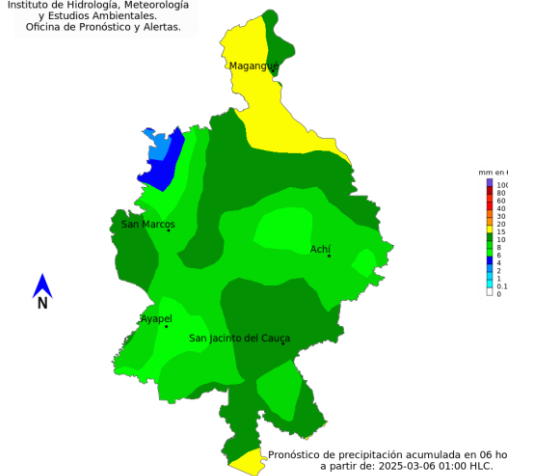 Instituto de Hidrología, Meteorología
y Estudios Ambientales.
Oficina de Pronóstico y Alertas.
Magangué
San Marcos
Achí
Ayapel
San Jacinto del Cauca
N
mm en
100
80
60
40
30
20
15
10
8
6
4
2
1
0.1
0
Pronóstico de precipitación acumulada en 06 ho
a partir de: 2025-03-06 01:00 HLC.